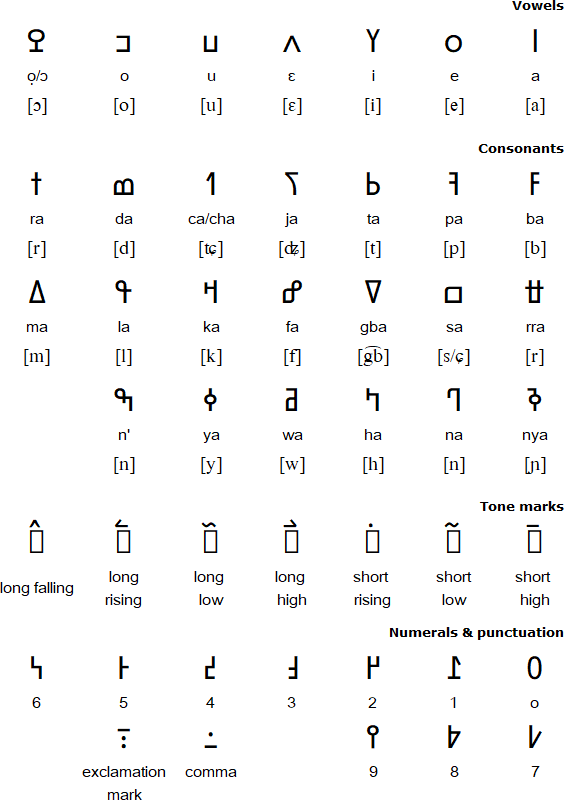 Vowels
ߊ ߋ ߌ ߍ ߎ ߏ ߐ
ọ/ɔ o u ɛ i e a
[ɔ] [o] [u] [ɛ] [i] [e] [a]
Consonants
ߓ ߔ ߕ ߖ ߗ ߘ ߙ
ra da ca/cha ja ta pa ba
[r] [d] [tɕ] [dʑ] [t] [p] [b]
ߚ ߛ ߜ ߝ ߞ ߟ ߡ
ma la ka fa gba sa rra
[m] [l] [k] [f] [g͡b] [s/ɕ] [r]
ߢ ߣ ߤ ߥ ߦ ߠ
n' ya wa ha na nya
[n] [y] [w] [h] [n] [ɲ]
Tone marks
▯߫ ▯߬ ▯߭ ▯߯ ▯߰ ▯߱ ▯߮
long falling long rising long low long high short rising short low short high
Numerals & punctuation
߀ ߁ ߂ ߃ ߄ ߅ ߆
6 5 4 3 2 1 o
߇ ߈ ߉ ߸ ߹
exclamation mark comma 9 8 7